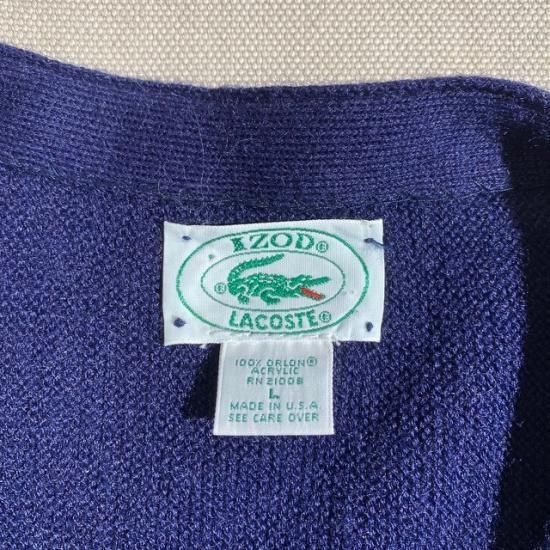 IZOD®
® ®
LACOSTE®
100% ORLON®
ACRYLIC
RN 21008
L
MADE IN U.S.A.
SEE CARE OVER